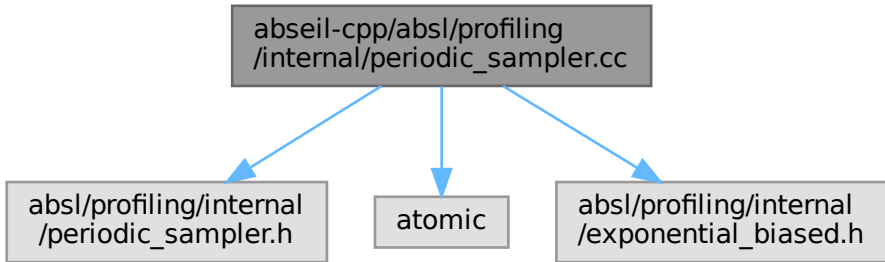 abseil-cpp/absl/profiling
/internal/periodic_sampler.cc
absl/profiling/internal
/periodic_sampler.h
atomic
absl/profiling/internal
/exponential_biased.h